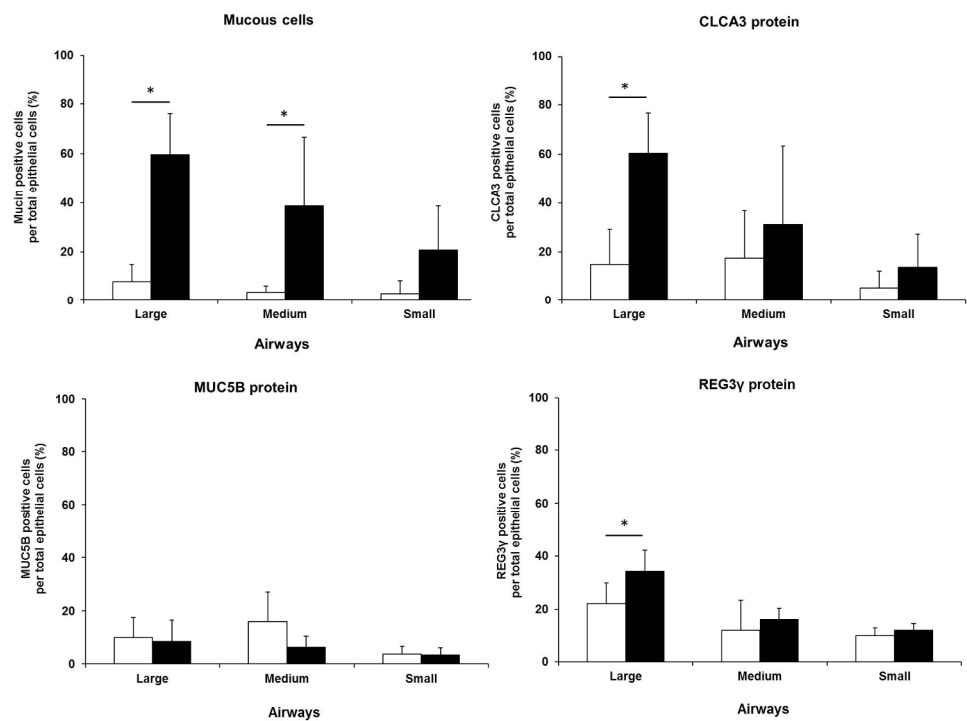 Mucous cells
Mucin positive cells
per total epithelial cells (%)
100
80
60
40
20
0
*
*
Large
Medium
Small
Airways
CLCA3 protein
CLCA3 positive cells
per total epithelial cells (%)
100
80
60
40
20
0
*
Large
Medium
Small
Airways
MUC5B protein
MUC5B positive cells
per total epithelial cells (%)
100
80
60
40
20
0
Large
Medium
Small
Airways
REG3γ protein
REG3γ positive cells
per total epithelial cells (%)
100
80
60
40
20
0
*
Large
Medium
Small
Airways